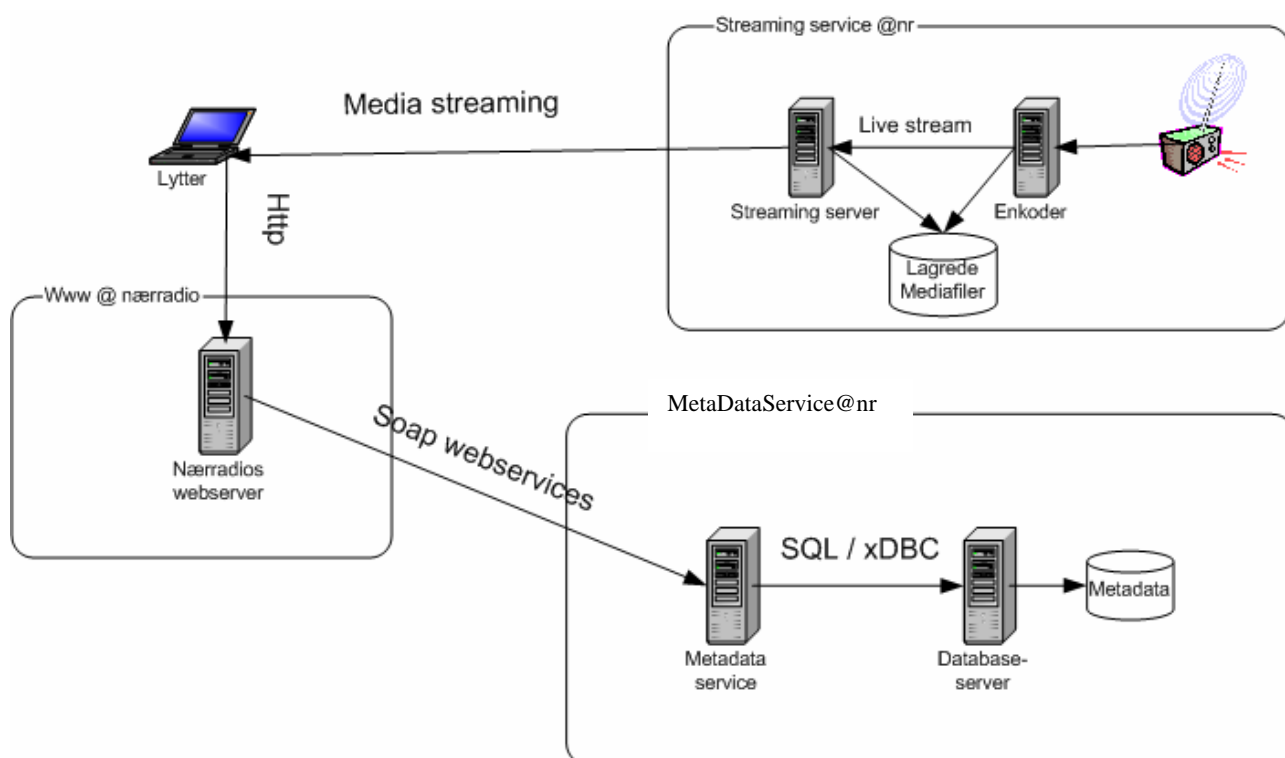 Streaming service @nr
Media streaming
Live stream
Lytter
Streaming server
Enkoder
Http
Lagrede
Mediafiler
Www @ nærradio
MetaDataService@nr
Soap webservices
Nærradios
webserver
SQL / xDBC
Metadata
Metadata
service
Database-
server